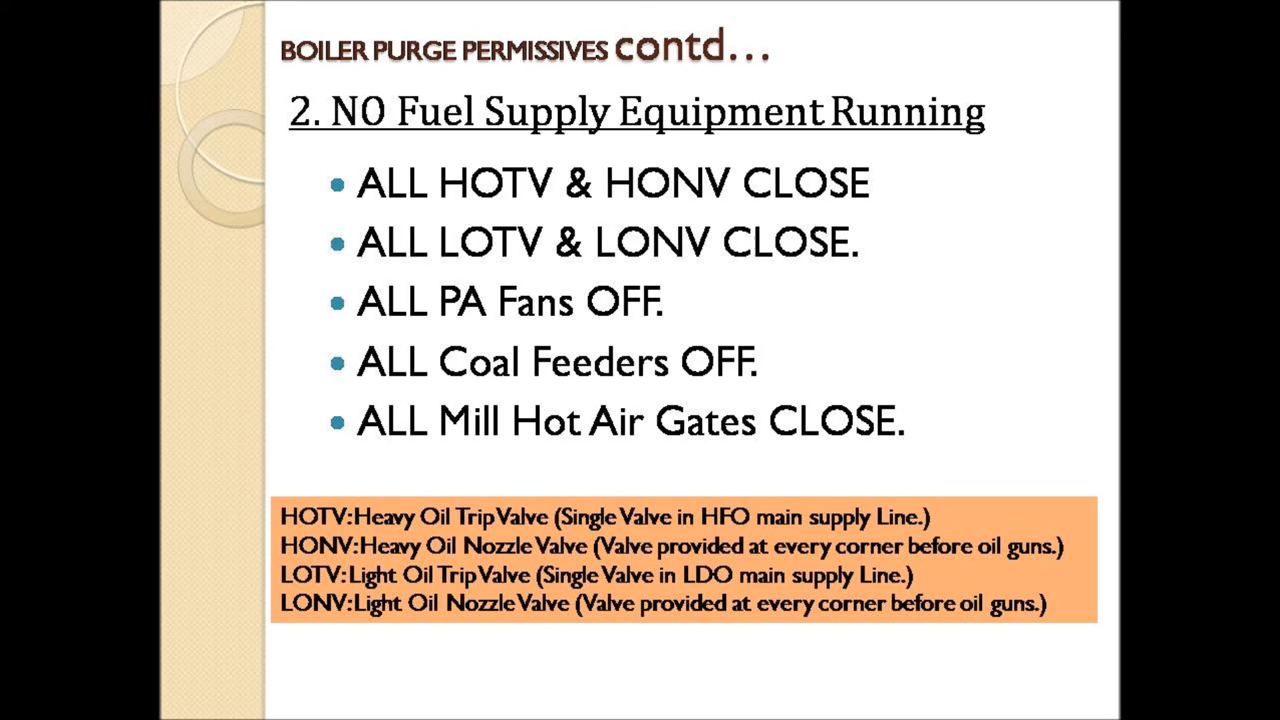 BOILER PURGE PERMISSIVES contd...
2. NO Fuel Supply Equipment Running
• ALL HOTV & HONV CLOSE
• ALL LOTV & LONV CLOSE.
• ALL PA Fans OFF.
• ALL Coal Feeders OFF.
• ALL Mill Hot Air Gates CLOSE.
HOTV: Heavy Oil Trip Valve (Single Valve in HFO main supply Line.)
HONV: Heavy Oil Nozzle Valve (Valve provided at every corner before oil guns.)
LOTV: Light Oil Trip Valve (Single Valve in LDO main supply Line.)
LONV: Light Oil Nozzle Valve (Valve provided at every corner before oil guns.)